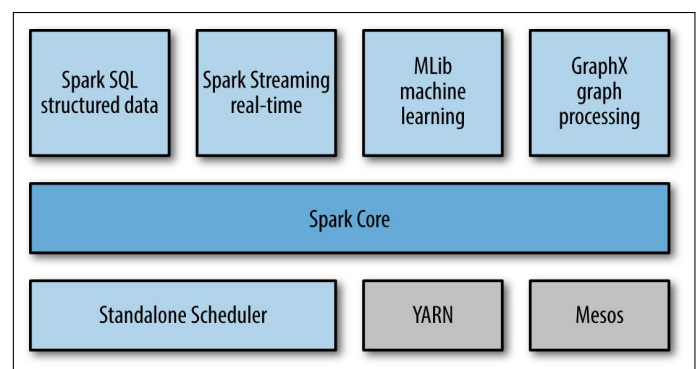 Spark SQL
structured data
Spark Streaming
real-time
MLib
machine
learning
GraphX
graph
processing
Spark Core
Standalone Scheduler
YARN
Mesos